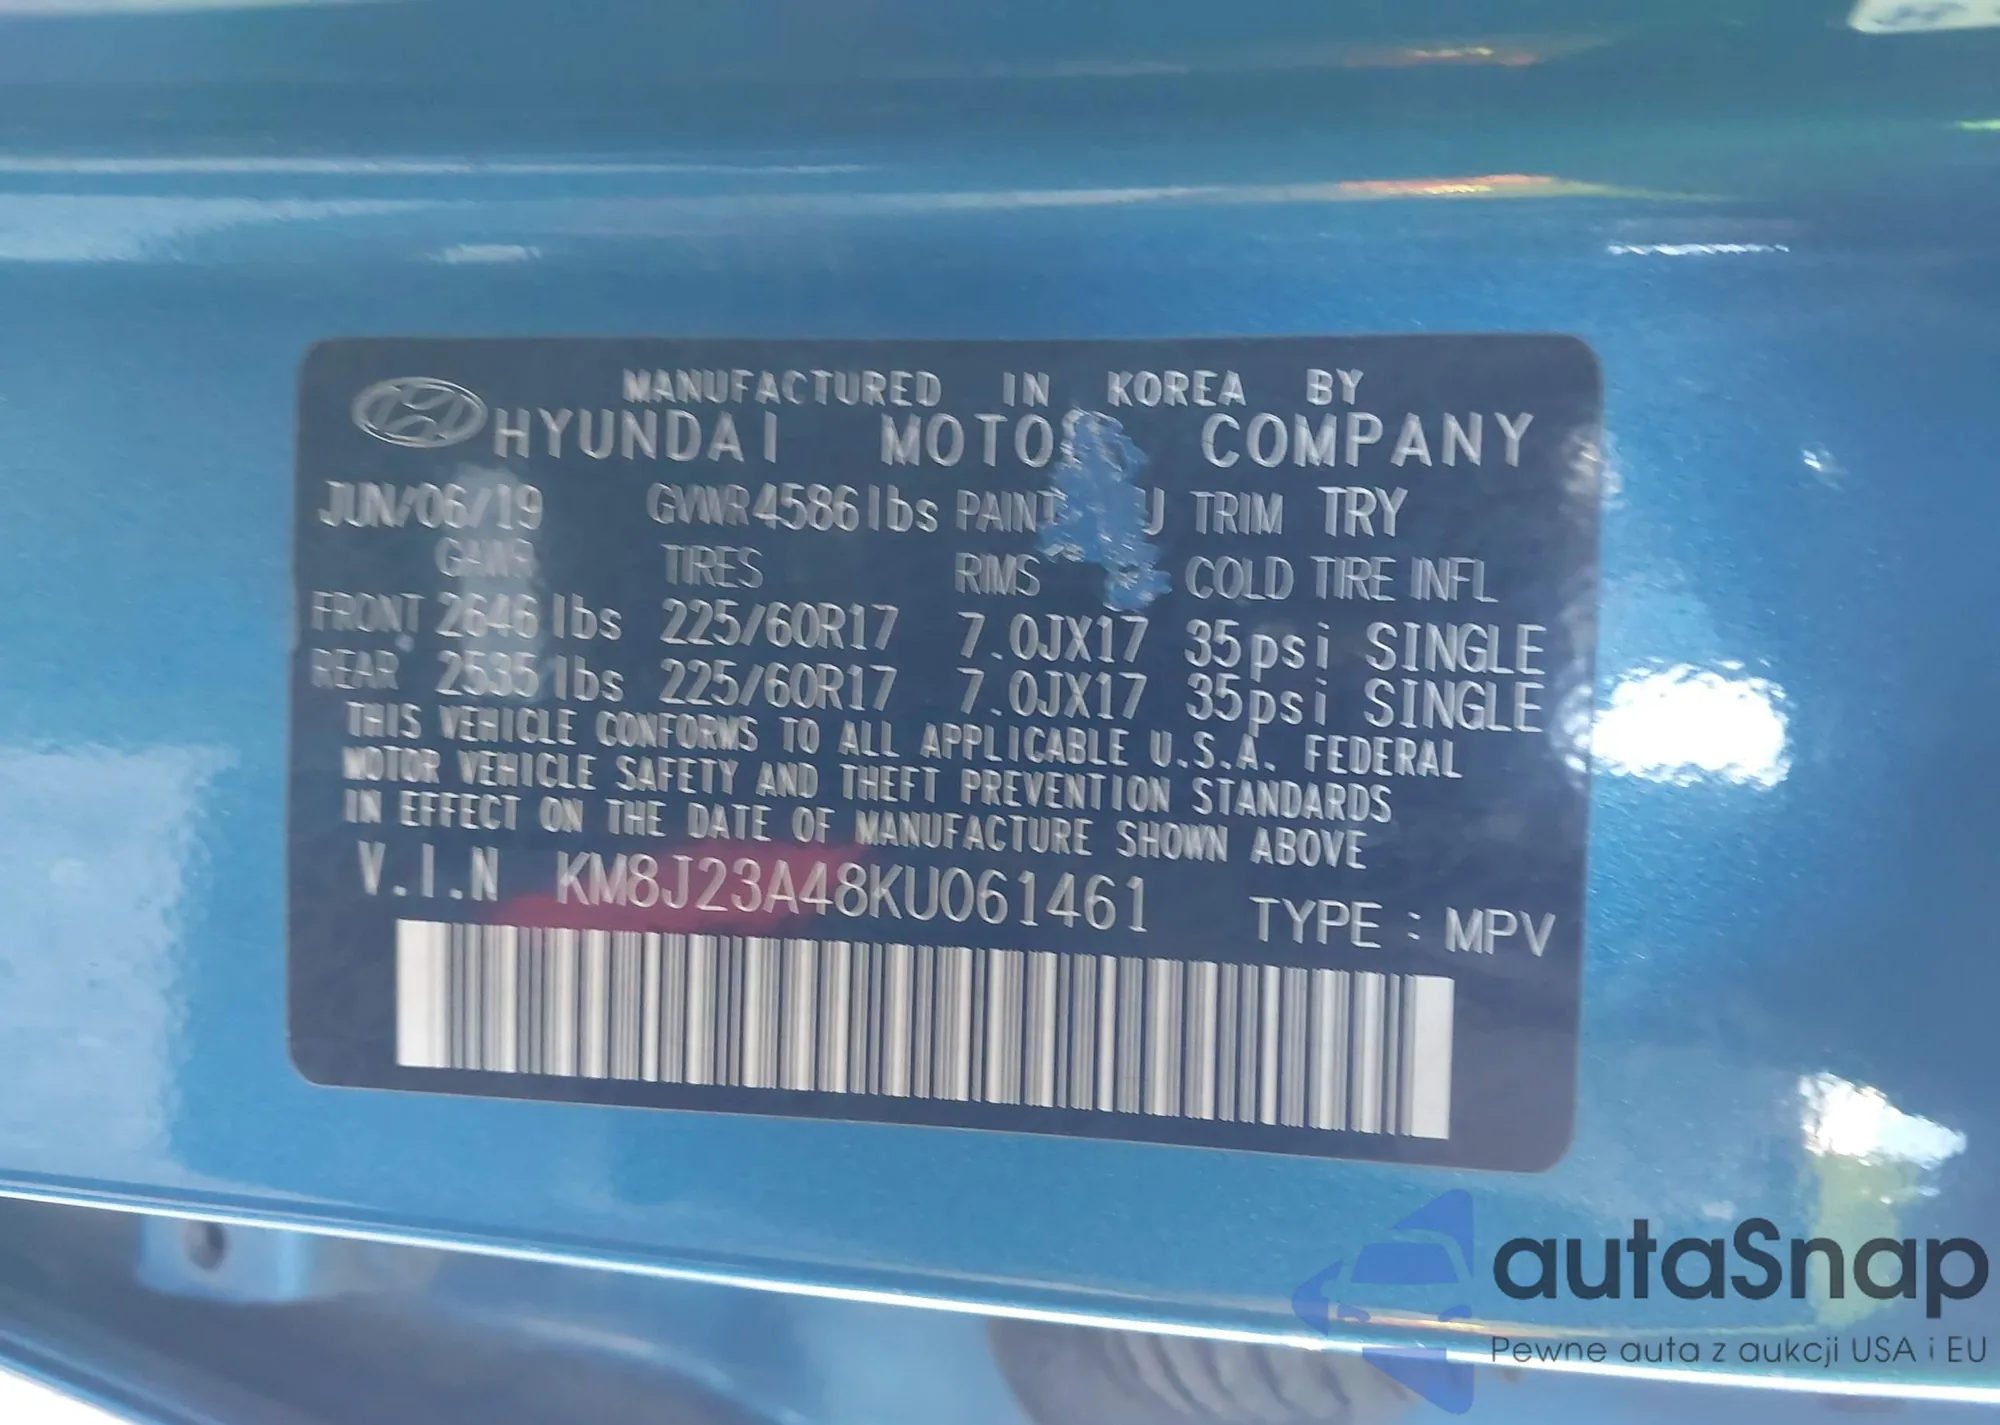 MANUFACTURED IN KOREA BY
HYUNDAI MOTOR COMPANY
JUN/06/19 GVWR4586lbs PAINT TRIM TRY
GAWR TIRES RIMS COLD TIRE INFL
FRONT 2646lbs 225/60R17 7.0JX17 35psi SINGLE
REAR 2535lbs 225/60R17 7.0JX17 35psi SINGLE
THIS VEHICLE CONFORMS TO ALL APPLICABLE U.S.A. FEDERAL
MOTOR VEHICLE SAFETY AND THEFT PREVENTION STANDARDS
IN EFFECT ON THE DATE OF MANUFACTURE SHOWN ABOVE
V.I.N KM8J23A48KU061461 TYPE : MPV
autaSnap
Pewne auta z aukcji USA i EU